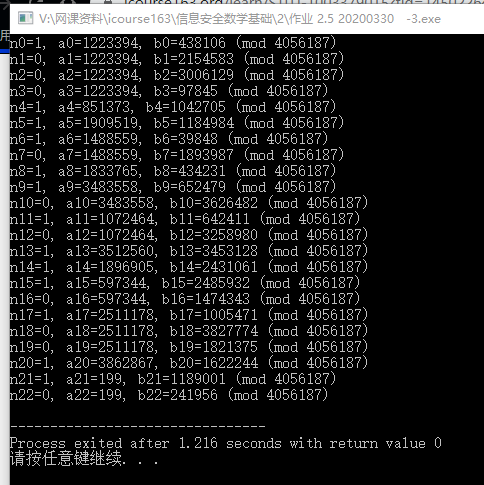 V:\网课资料\icourse163\信息安全数学基础\2\作业 2.5 20200330 -3.exe
n0=1, a0=1223394, b0=438106 (mod 4056187)
n1=0, a1=1223394, b1=2154583 (mod 4056187)
n2=0, a2=1223394, b2=3006129 (mod 4056187)
n3=0, a3=1223394, b3=97845 (mod 4056187)
n4=1, a4=851373, b4=1042705 (mod 4056187)
n5=1, a5=1909519, b5=1184984 (mod 4056187)
n6=1, a6=1488559, b6=39848 (mod 4056187)
n7=0, a7=1488559, b7=1893987 (mod 4056187)
n8=1, a8=1833765, b8=434231 (mod 4056187)
n9=1, a9=3483558, b9=652479 (mod 4056187)
n10=0, a10=3483558, b10=3626482 (mod 4056187)
n11=1, a11=1072464, b11=642411 (mod 4056187)
n12=0, a12=1072464, b12=3258980 (mod 4056187)
n13=1, a13=3512560, b13=3453128 (mod 4056187)
n14=1, a14=1896905, b14=2431061 (mod 4056187)
n15=1, a15=597344, b15=2485932 (mod 4056187)
n16=0, a16=597344, b16=1474343 (mod 4056187)
n17=1, a17=2511178, b17=1005471 (mod 4056187)
n18=0, a18=2511178, b18=3827774 (mod 4056187)
n19=0, a19=2511178, b19=1821375 (mod 4056187)
n20=1, a20=3862867, b20=1622244 (mod 4056187)
n21=1, a21=199, b21=1189001 (mod 4056187)
n22=0, a22=199, b22=241956 (mod 4056187)
--------------------------------
Process exited after 1.216 seconds with return value 0
请按任意键继续. . .